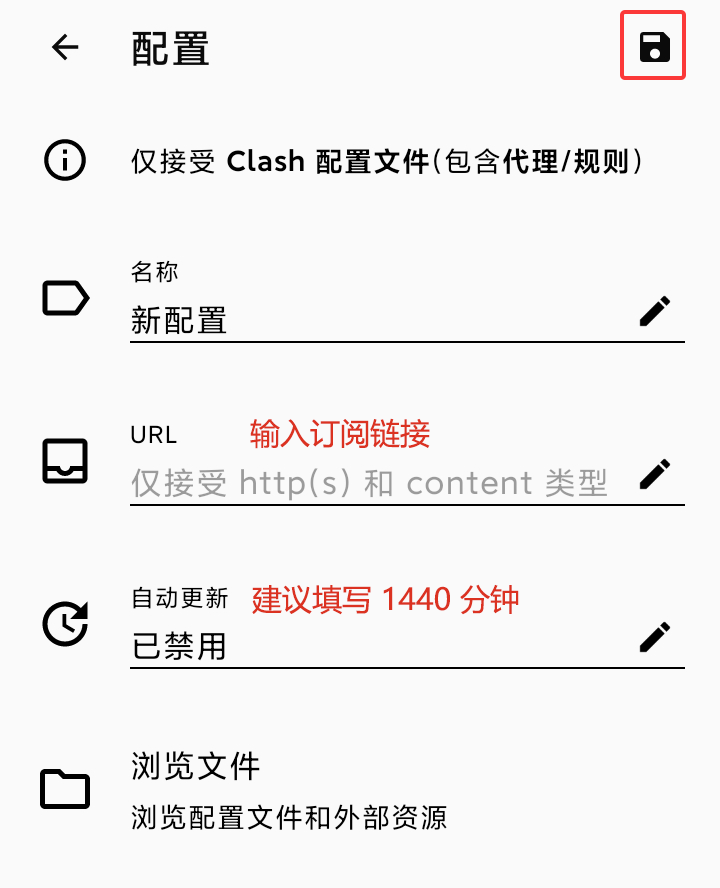 配置
仅接受 Clash 配置文件(包含代理/规则)
名称
新配置
URL 输入订阅链接
仅接受 http(s) 和 content 类型
自动更新 建议填写 1440 分钟
已禁用
浏览文件
浏览配置文件和外部资源